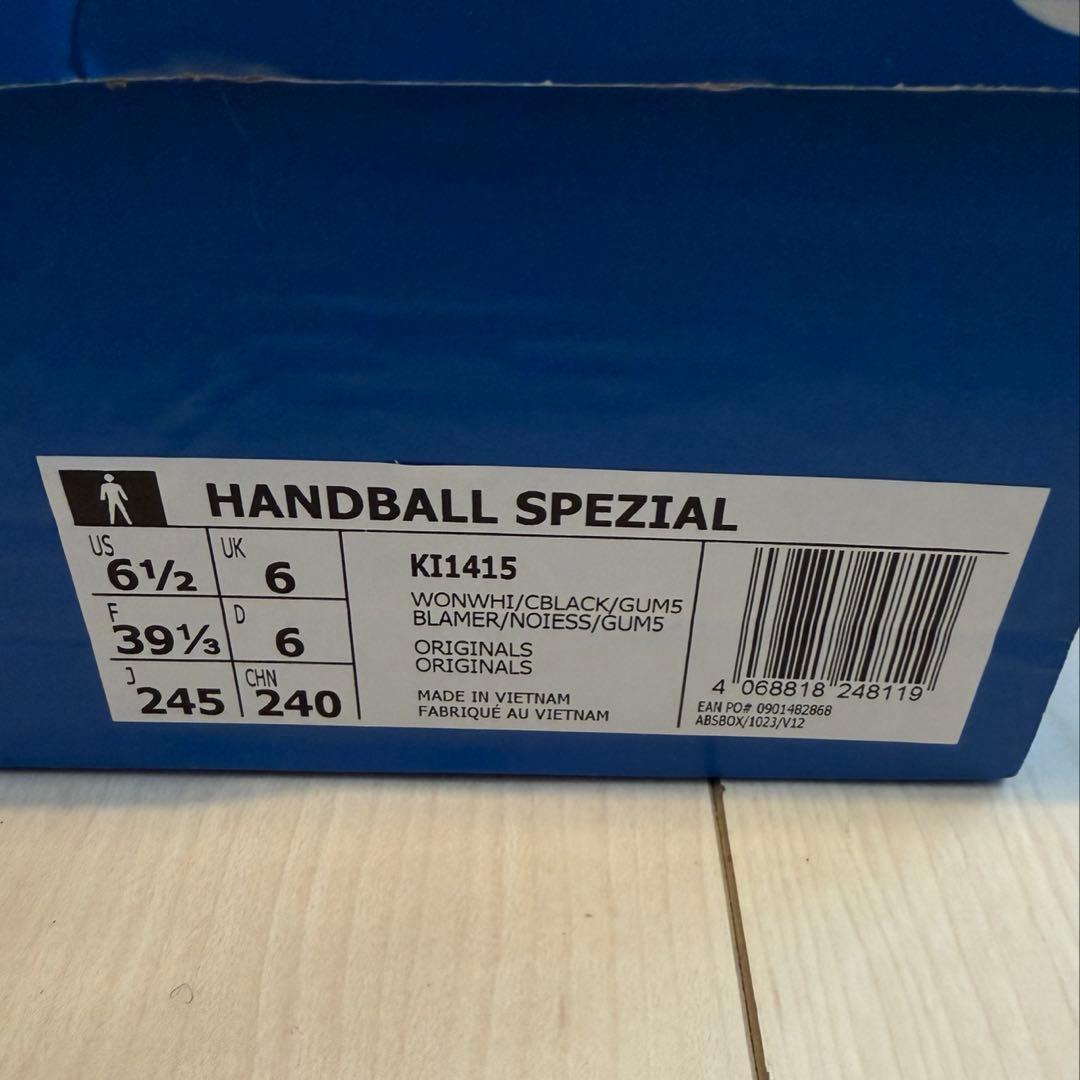 HANDBALL SPEZIAL
US 6½ UK 6
F 39⅓ D 6
J 245 CHN 240
KI1415
WONWHI/CBLACK/GUM5
BLAMER/NOIESS/GUM5
ORIGINALS
ORIGINALS
MADE IN VIETNAM
FABRIQUÉ AU VIETNAM
4 068818 248119
EAN PO# 0901482868
ABSBOX/1023/V12